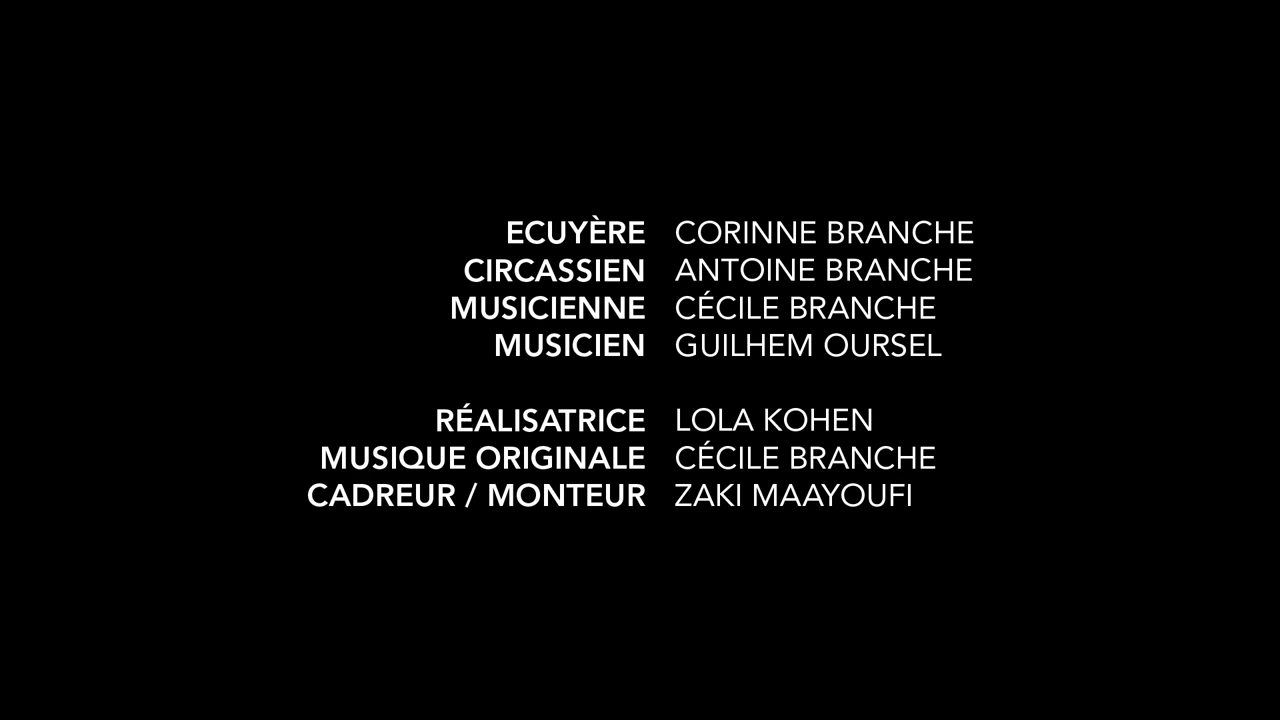 ECUYÈRE CORINNE BRANCHE
CIRCASSIEN ANTOINE BRANCHE
MUSICIENNE CÉCILE BRANCHE
MUSICIEN GUILHEM OURSEL
RÉALISATRICE LOLA KOHEN
MUSIQUE ORIGINALE CÉCILE BRANCHE
CADREUR / MONTEUR ZAKI MAAYOUFI